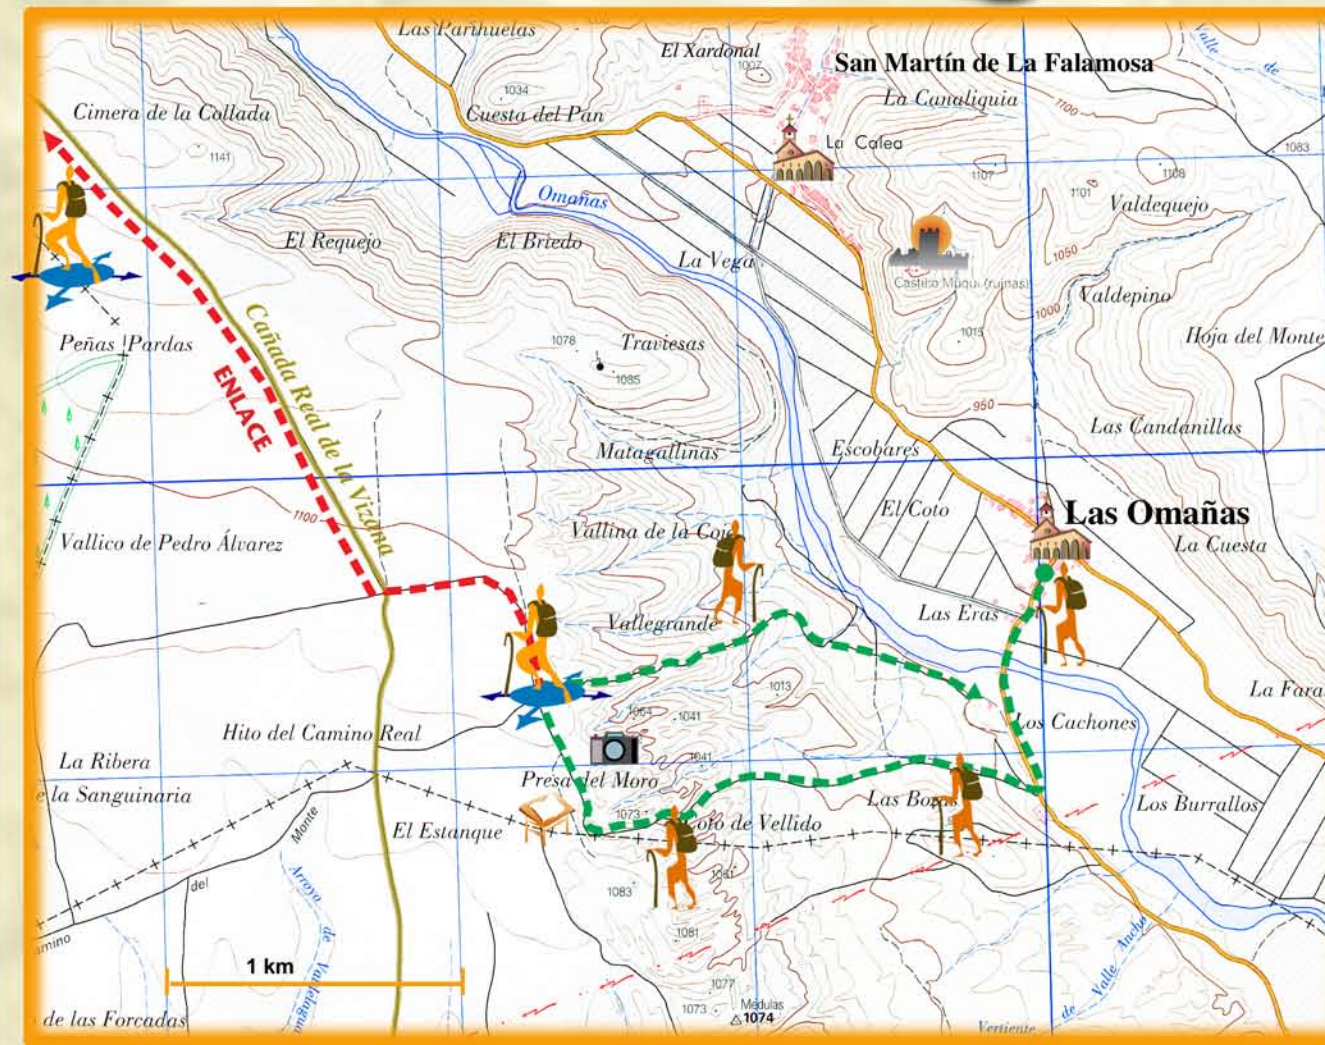 Las Parihuelas
El Xardonal
1007
San Martín de La Falamosa
Valle de
Cimera de la Collada
1034
Cuesta del Pan
La Canaliquia
1100
1141
La Calea
1083
1107
1108
1101
Omañas
Valdequejo
El Requejo
El Briedo
La Vega
1050
Castillo Muqui (ruinas)
Valdepino
1000
Peñas Pardas
Cañada Real de la Vizana
1078
Traviesas
1015
Hoja del Monte
1085
ENLACE
950
Las Candanillas
Matagallinas
Escobares
1100
El Coto
Las Omañas
Vallico de Pedro Álvarez
Vallina de la
La Cuesta
Vallegrande
Las Eras
1013
La Fara
1064
1041
Hito del Camino Real
Los Cachones
1041
La Ribera
Presa del Moro
e la Sanguinaria
Las
Los Burrallos
1073
El Estanque
oto de Vellido
Monte
del
1083
1081
Arroyo de Valdelagua
amino
1081
de Valle Ancho
1 km
1077
1073
Médulas
1074
de las Forcadas
Vertiente